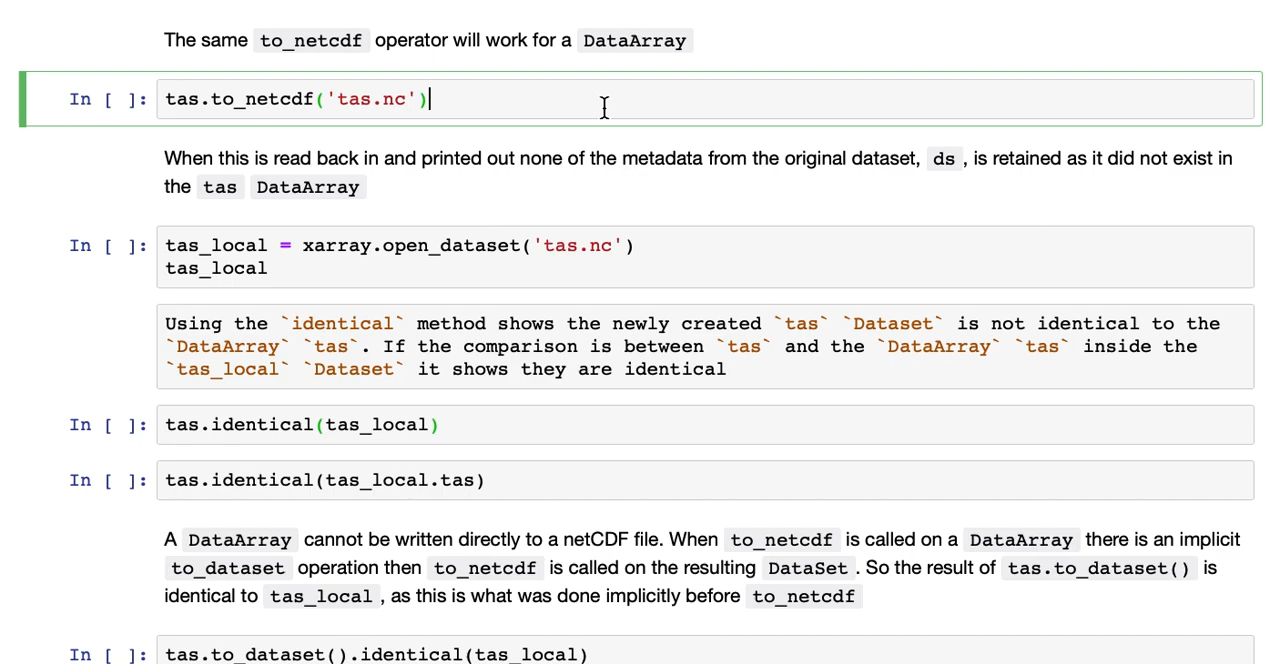 The same to_netcdf operator will work for a DataArray
In [ ]: tas.to_netcdf('tas.nc')
When this is read back in and printed out none of the metadata from the original dataset, ds , is retained as it did not exist in
the tas DataArray
In [ ]: tas_local = xarray.open_dataset('tas.nc')
tas_local
Using the `identical` method shows the newly created `tas` `Dataset` is not identical to the
`DataArray` `tas`. If the comparison is between `tas` and the `DataArray` `tas` inside the
`tas_local` `Dataset` it shows they are identical
In [ ]: tas.identical(tas_local)
In [ ]: tas.identical(tas_local.tas)
A DataArray cannot be written directly to a netCDF file. When to_netcdf is called on a DataArray there is an implicit
to_dataset operation then to_netcdf is called on the resulting DataSet . So the result of tas.to_dataset() is
identical to tas_local , as this is what was done implicitly before to_netcdf
In [ ]: tas.to_dataset().identical(tas_local)